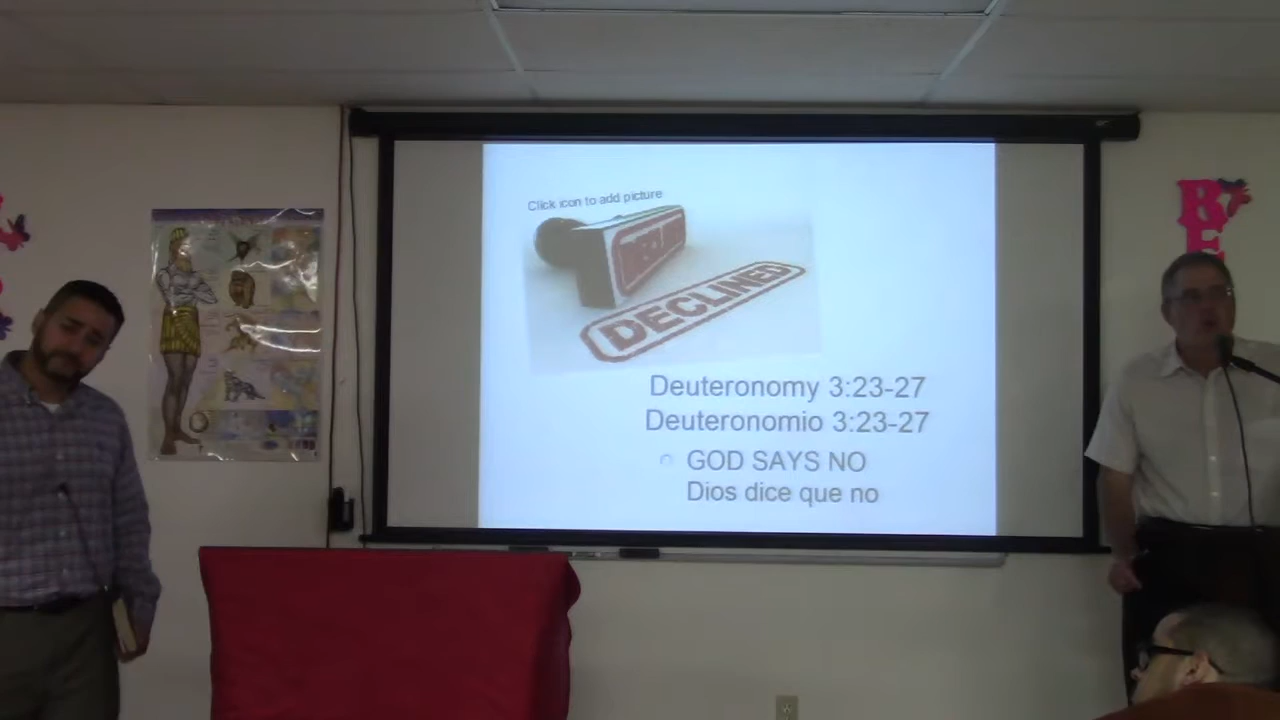 Click icon to add picture
DECLINED
Deuteronomy 3:23-27
Deuteronomio 3:23-27
GOD SAYS NO
Dios dice que no
BE